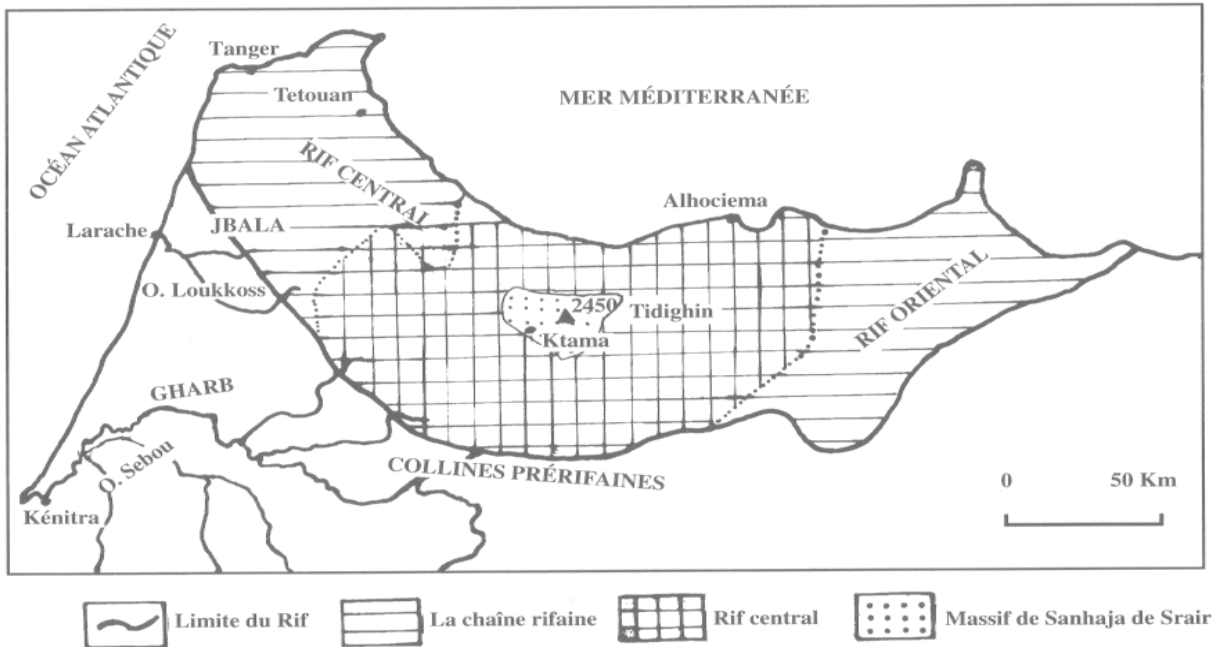 OCÉAN ATLANTIQUE
Tanger
Tetouan
MER MÉDITERRANÉE
RIF CENTRAL
Alhociema
Larache
JBALA
O. Loukkoss
2450
Tidighin
Ktama
RIF ORIENTAL
GHARB
O. Sebou
COLLINES PRÉRIFAINES
Kénitra
0 50 Km
Limite du Rif
La chaîne rifaine
Rif central
Massif de Sanhaja de Srair